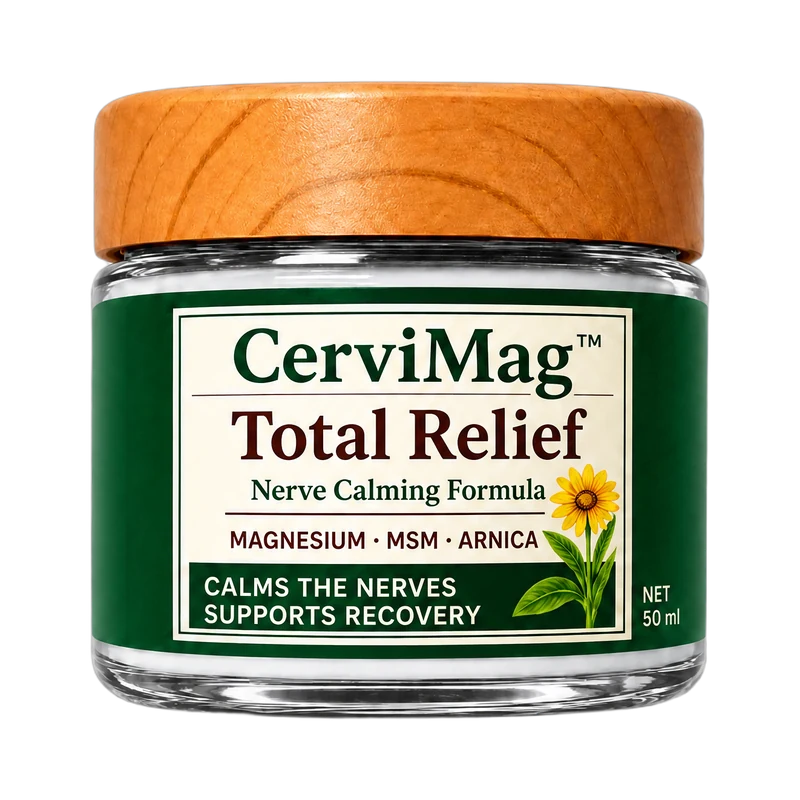 CerviMag™
Total Relief
Nerve Calming Formula
MAGNESIUM · MSM · ARNICA
CALMS THE NERVES
SUPPORTS RECOVERY
NET
50 ml